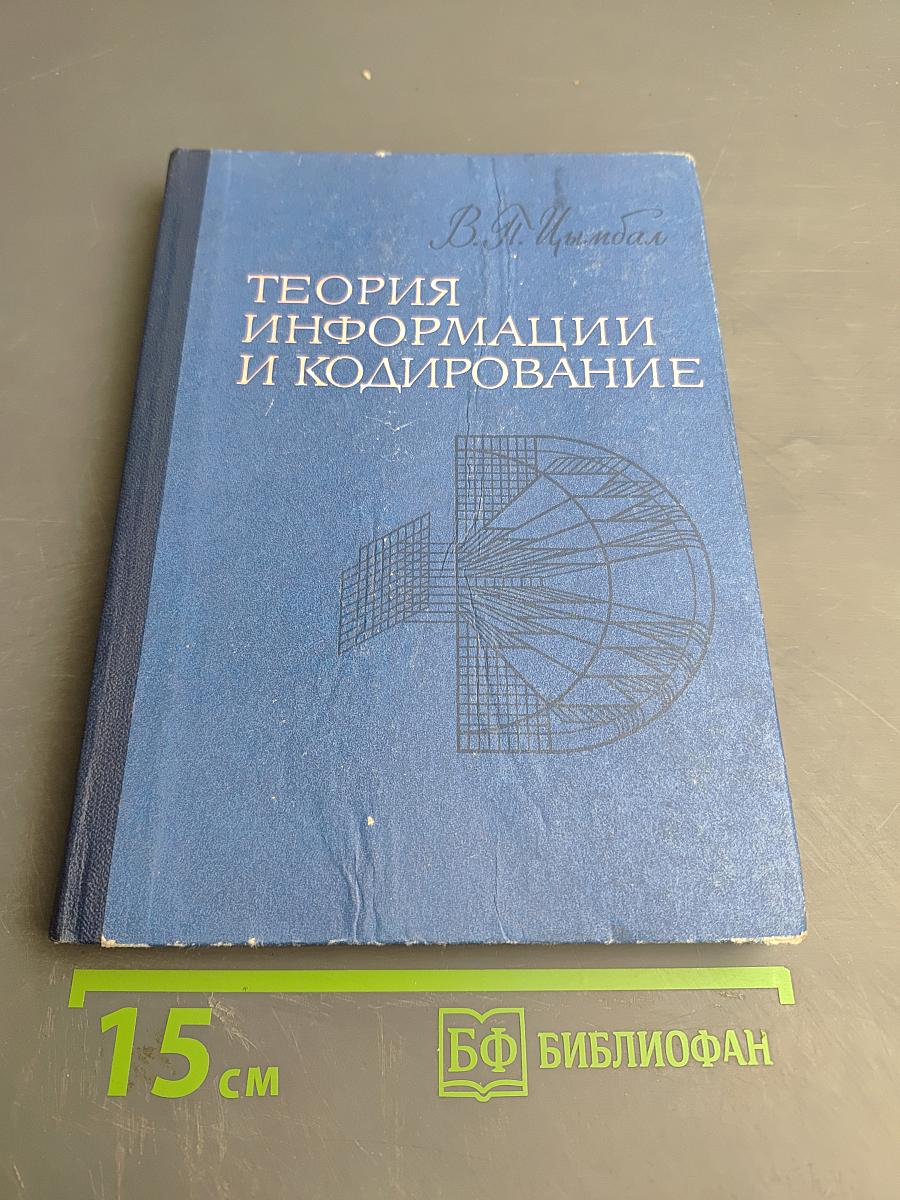 В. П. Цымбал
ТЕОРИЯ
ИНФОРМАЦИИ
И КОДИРОВАНИЕ
15 см
БФ БИБЛИОФАН